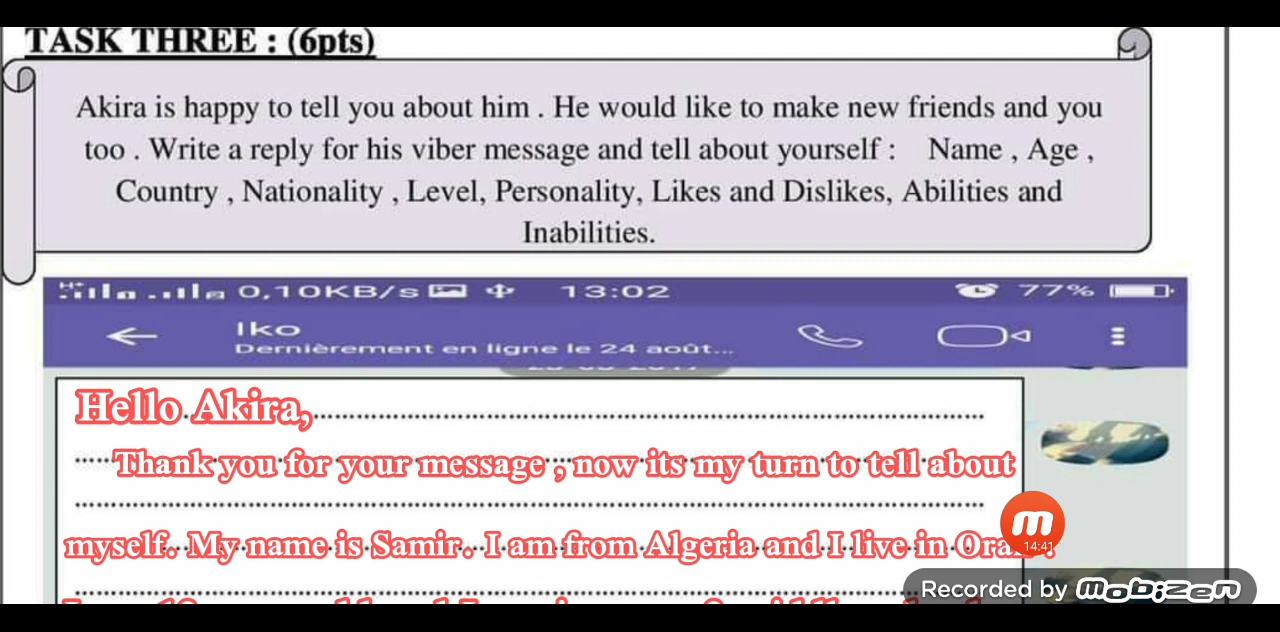 TASK THREE : (6pts)
Akira is happy to tell you about him . He would like to make new friends and you
too . Write a reply for his viber message and tell about yourself : Name , Age ,
Country , Nationality , Level, Personality, Likes and Dislikes, Abilities and
Inabilities.
0,10KB/s 13:02 77%
Iko
Dernièrement en ligne le 24 août...
Hello Akira,
Thank you for your message , now its my turn to tell about
myself. My name is Samir. I am from Algeria and I live in
14:41
Recorded by mobizen